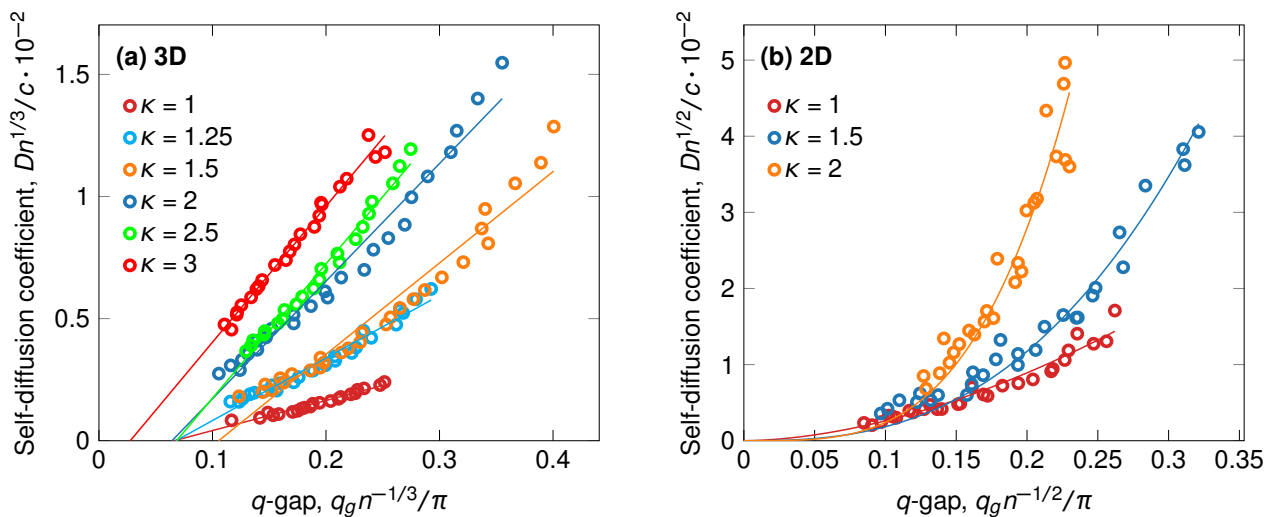 (a) 3D
Self-diffusion coefficient, Dn^{1/3}/c · 10^{−2}
1.5
1
0.5
0
κ = 1
κ = 1.25
κ = 1.5
κ = 2
κ = 2.5
κ = 3
0 0.1 0.2 0.3 0.4
q-gap, q_g n^{−1/3}/π
(b) 2D
Self-diffusion coefficient, Dn^{1/2}/c · 10^{−2}
5
4
3
2
1
0
κ = 1
κ = 1.5
κ = 2
0 0.05 0.1 0.15 0.2 0.25 0.3 0.35
q-gap, q_g n^{−1/2}/π